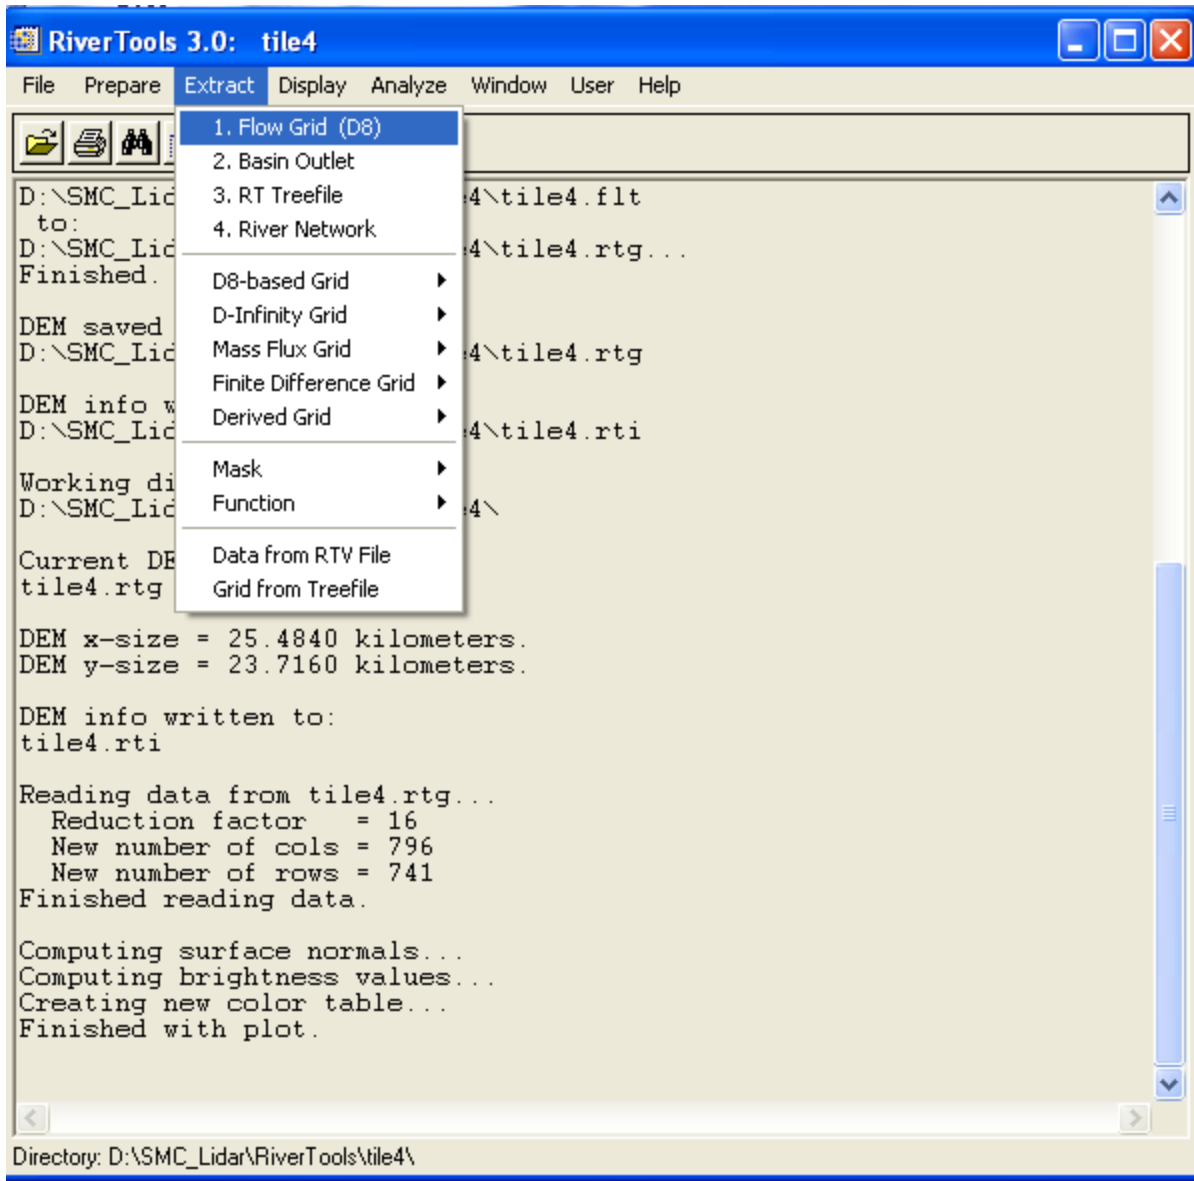 RiverTools 3.0: tile4
File Prepare Extract Display Analyze Window User Help
1. Flow Grid (D8)
2. Basin Outlet
3. RT Treefile
4. River Network
D8-based Grid
D-Infinity Grid
Mass Flux Grid
Finite Difference Grid
Derived Grid
Mask
Function
Data from RTV File
Grid from Treefile
D:\SMC_Lid 4\tile4.flt
to:
D:\SMC_Lid 4\tile4.rtg...
Finished.
DEM saved
D:\SMC_Lid 4\tile4.rtg
DEM info w
D:\SMC_Lid 4\tile4.rti
Working di
D:\SMC_Lid 4\
Current DE
tile4.rtg
DEM x-size = 25.4840 kilometers.
DEM y-size = 23.7160 kilometers.
DEM info written to:
tile4.rti
Reading data from tile4.rtg...
Reduction factor = 16
New number of cols = 796
New number of rows = 741
Finished reading data.
Computing surface normals...
Computing brightness values...
Creating new color table...
Finished with plot.
Directory: D:\SMC_Lidar\RiverTools\tile4\